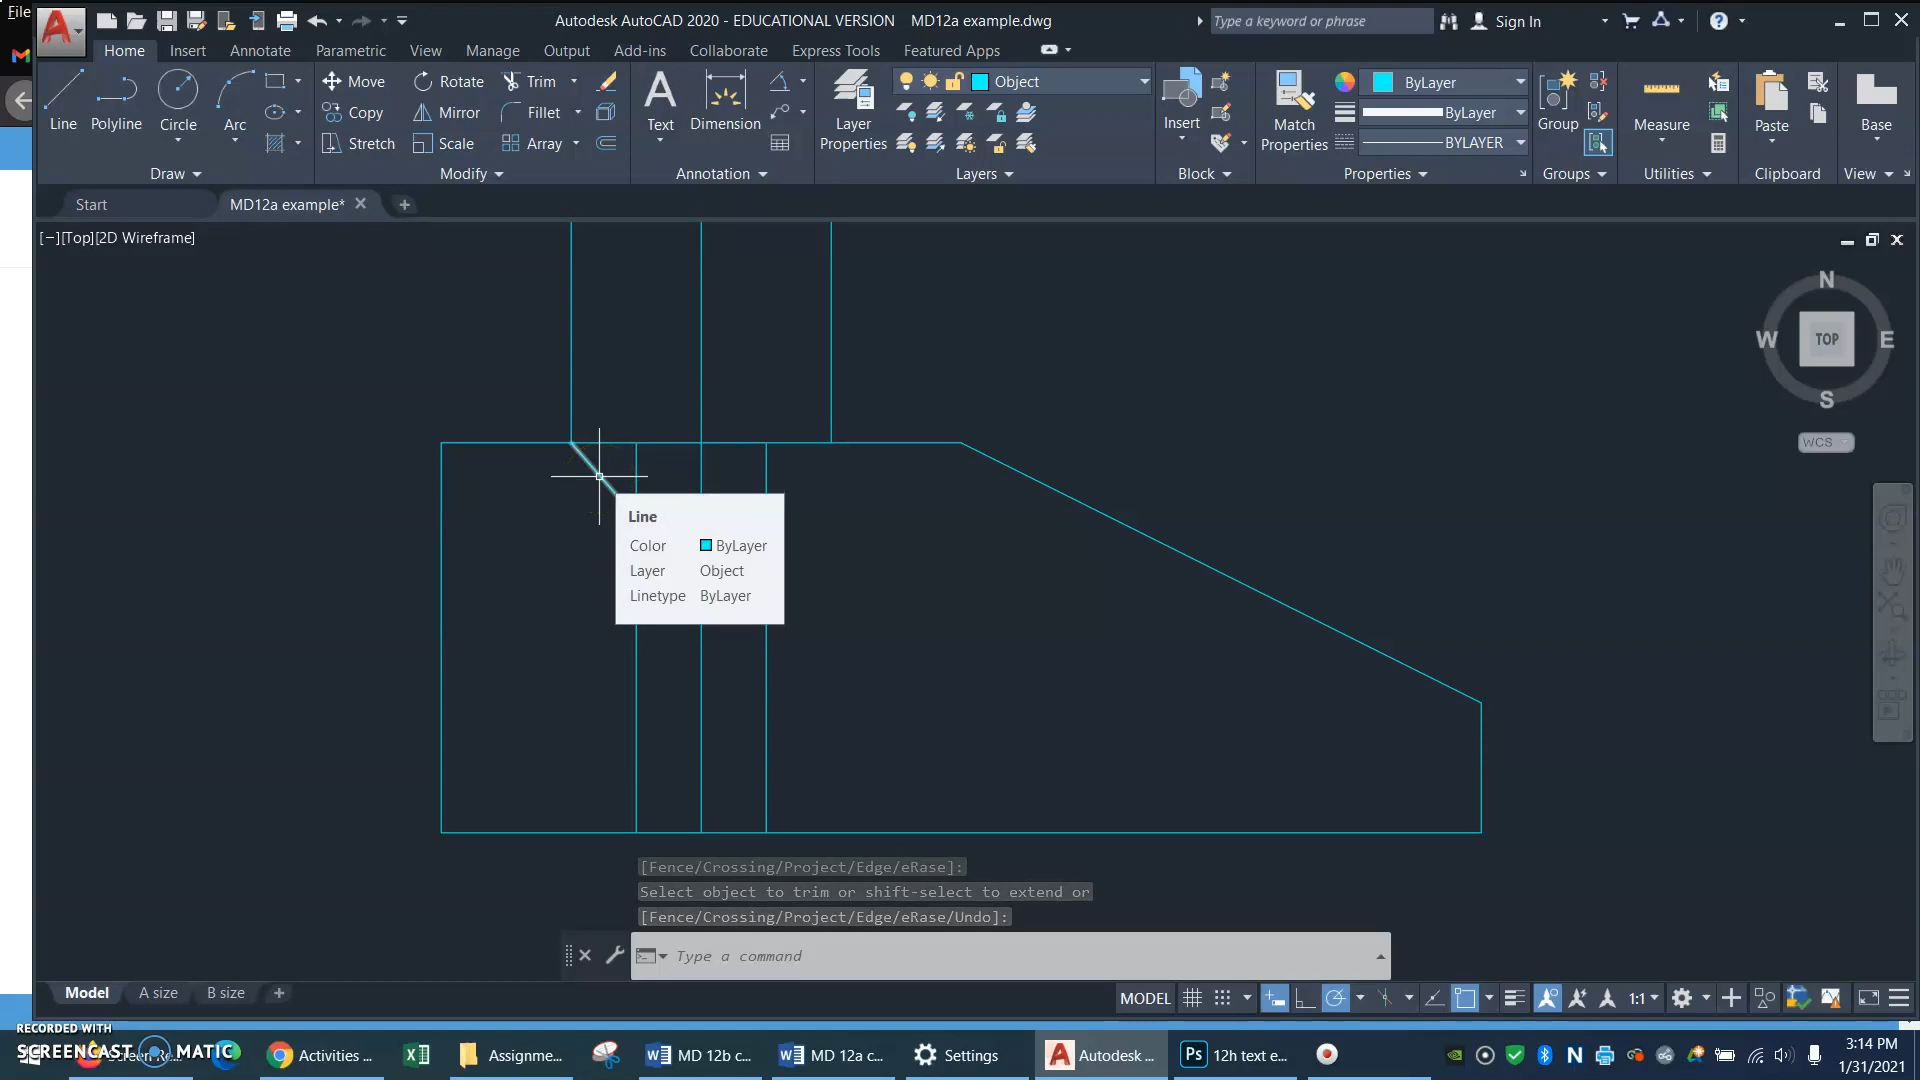 File
Autodesk AutoCAD 2020 - EDUCATIONAL VERSION MD12a example.dwg
Type a keyword or phrase
Sign In
Home Insert Annotate Parametric View Manage Output Add-ins Collaborate Express Tools Featured Apps
Line Polyline Circle Arc
Draw
Move Rotate Trim
Copy Mirror Fillet
Stretch Scale Array
Modify
Text Dimension
Annotation
Layer Properties
Object
Layers
Insert
Block
Match Properties
ByLayer
ByLayer
BYLAYER
Properties
Group
Groups
Measure
Utilities
Paste
Clipboard
Base
View
Start MD12a example*
[−][Top][2D Wireframe]
N
W TOP E
S
WCS
Line
Color ByLayer
Layer Object
Linetype ByLayer
[Fence/Crossing/Project/Edge/eRase]:
Select object to trim or shift-select to extend or
[Fence/Crossing/Project/Edge/eRase/Undo]:
Type a command
Model A size B size
MODEL 1:1
RECORDED WITH
SCREENCAST MATIC
Activities ... Assignme... MD 12b c... MD 12a c... Settings Autodesk ... 12h text e...
3:14 PM
1/31/2021